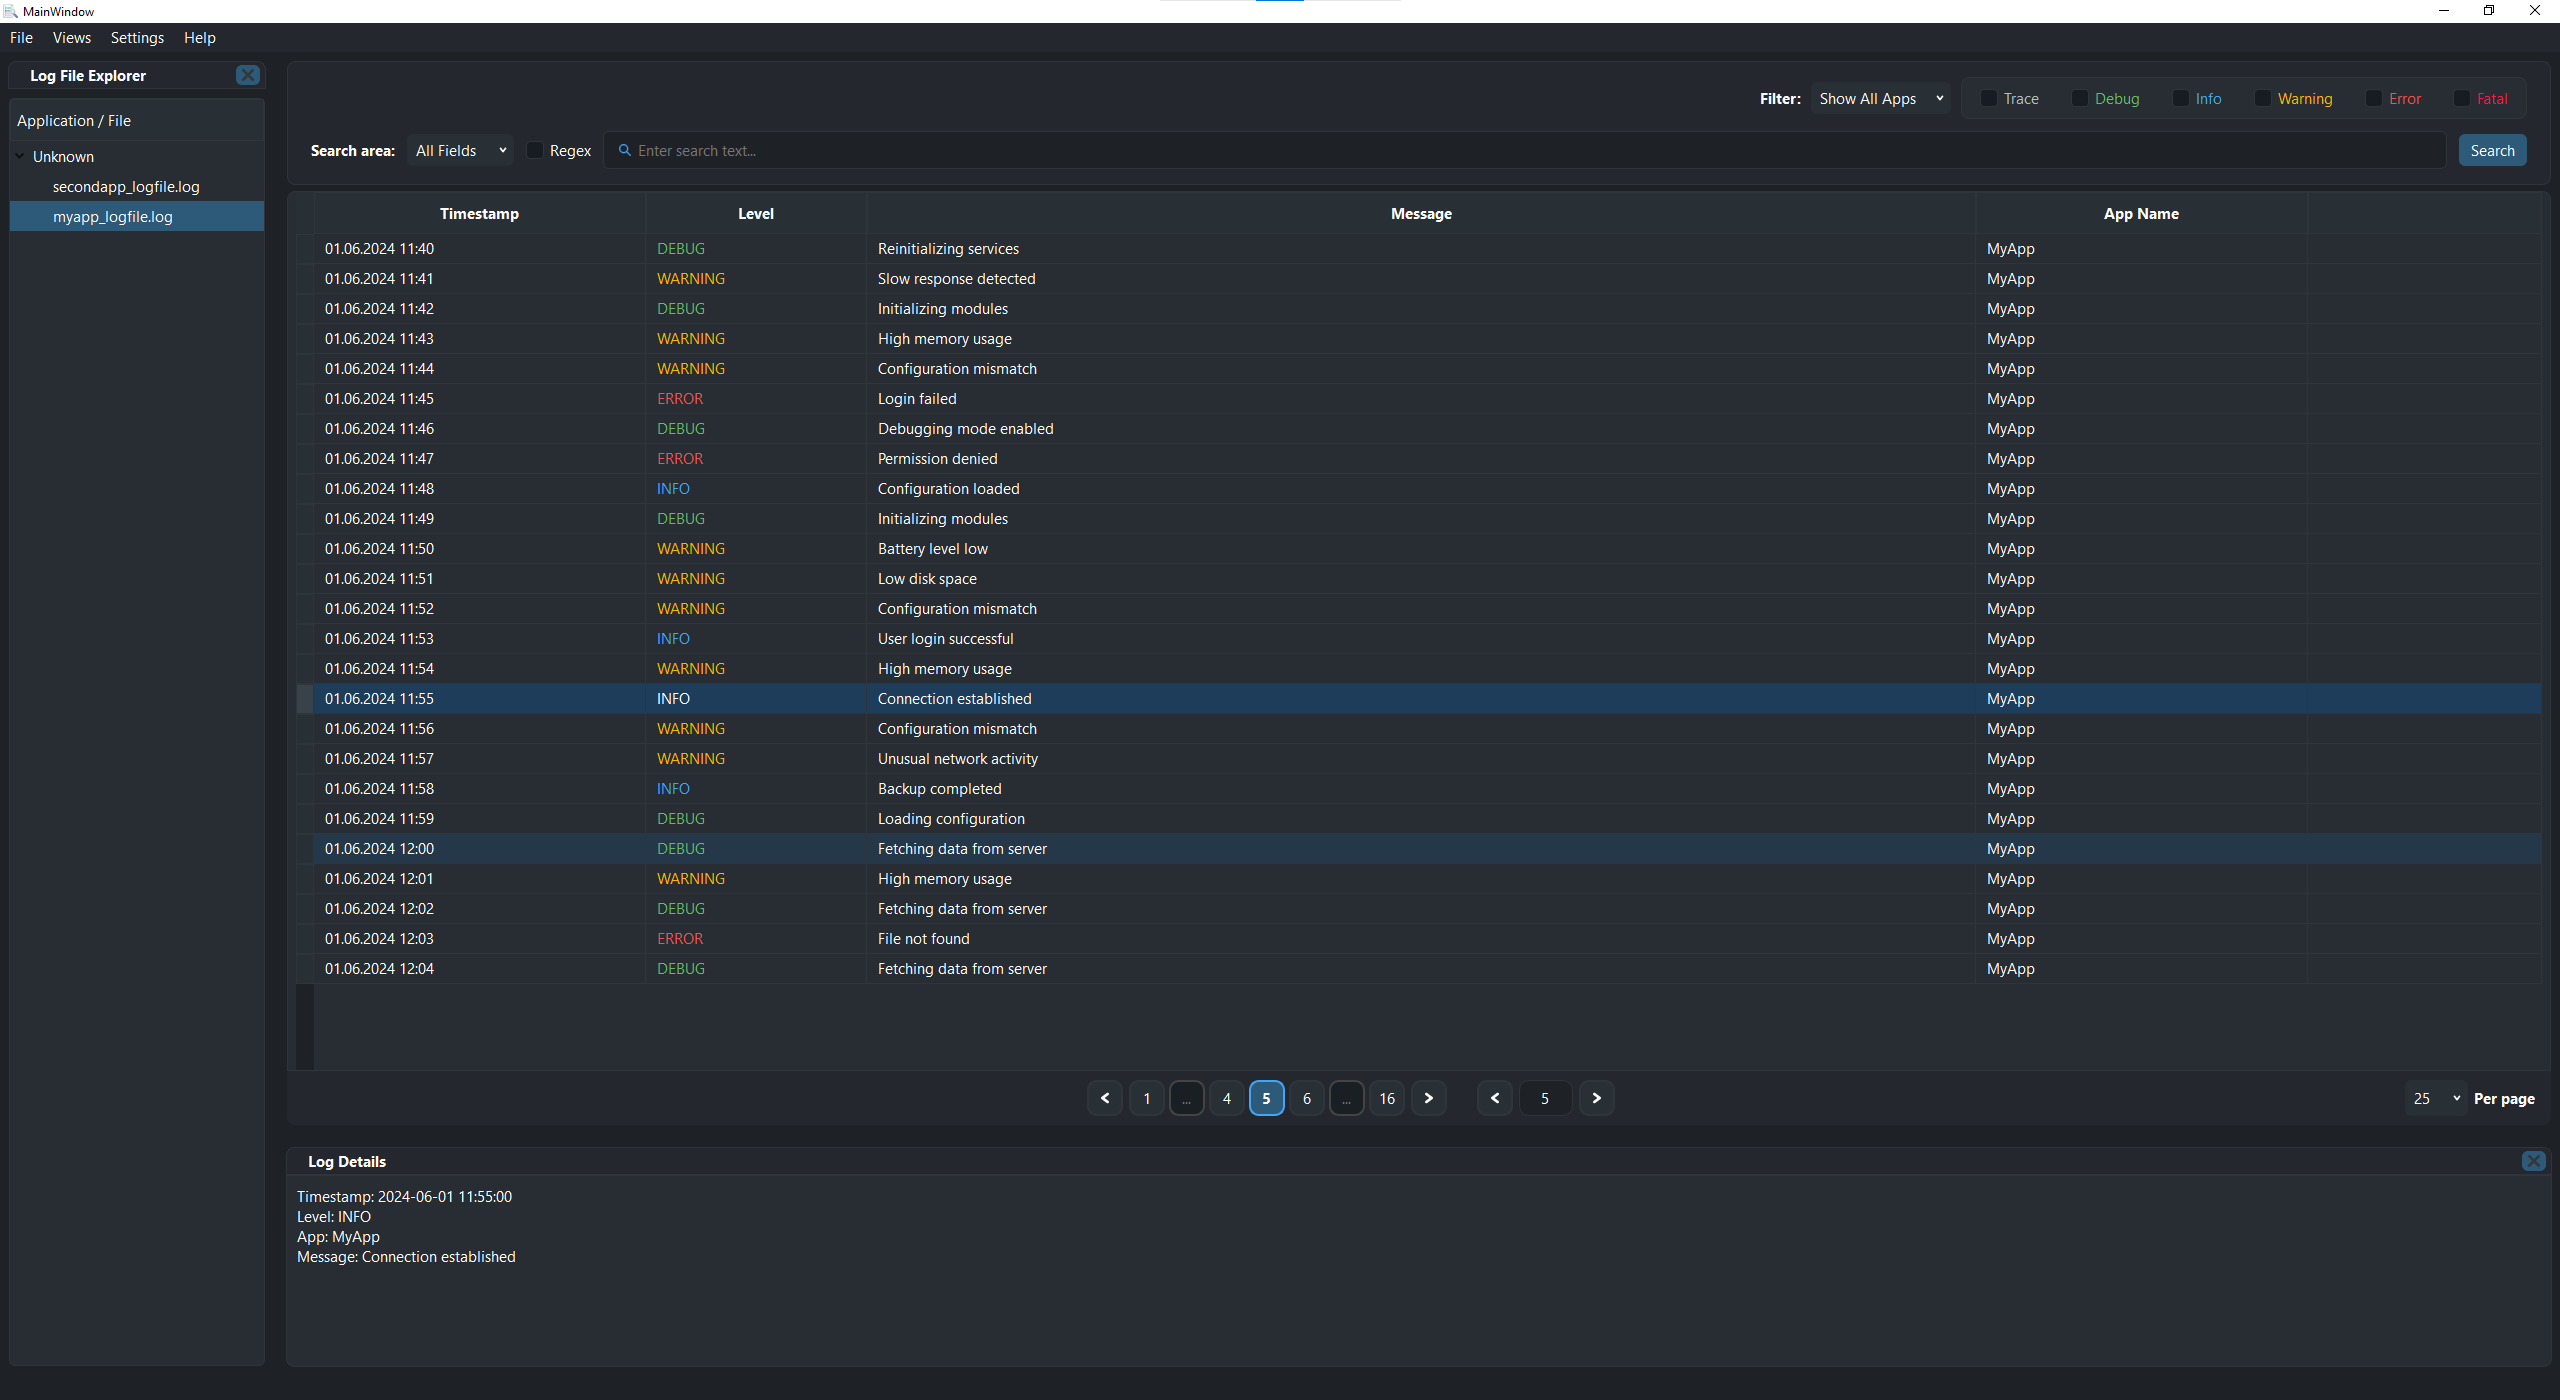 MainWindow
File Views Settings Help
Log File Explorer
Application / File
Unknown
secondapp_logfile.log
myapp_logfile.log
Filter: Show All Apps Trace Debug Info Warning Error Fatal
Search area: All Fields Regex Enter search text... Search
Timestamp Level Message App Name
01.06.2024 11:40 DEBUG Reinitializing services MyApp
01.06.2024 11:41 WARNING Slow response detected MyApp
01.06.2024 11:42 DEBUG Initializing modules MyApp
01.06.2024 11:43 WARNING High memory usage MyApp
01.06.2024 11:44 WARNING Configuration mismatch MyApp
01.06.2024 11:45 ERROR Login failed MyApp
01.06.2024 11:46 DEBUG Debugging mode enabled MyApp
01.06.2024 11:47 ERROR Permission denied MyApp
01.06.2024 11:48 INFO Configuration loaded MyApp
01.06.2024 11:49 DEBUG Initializing modules MyApp
01.06.2024 11:50 WARNING Battery level low MyApp
01.06.2024 11:51 WARNING Low disk space MyApp
01.06.2024 11:52 WARNING Configuration mismatch MyApp
01.06.2024 11:53 INFO User login successful MyApp
01.06.2024 11:54 WARNING High memory usage MyApp
01.06.2024 11:55 INFO Connection established MyApp
01.06.2024 11:56 WARNING Configuration mismatch MyApp
01.06.2024 11:57 WARNING Unusual network activity MyApp
01.06.2024 11:58 INFO Backup completed MyApp
01.06.2024 11:59 DEBUG Loading configuration MyApp
01.06.2024 12:00 DEBUG Fetching data from server MyApp
01.06.2024 12:01 WARNING High memory usage MyApp
01.06.2024 12:02 DEBUG Fetching data from server MyApp
01.06.2024 12:03 ERROR File not found MyApp
01.06.2024 12:04 DEBUG Fetching data from server MyApp
1 ... 4 5 6 ... 16 5 25 Per page
Log Details
Timestamp: 2024-06-01 11:55:00
Level: INFO
App: MyApp
Message: Connection established